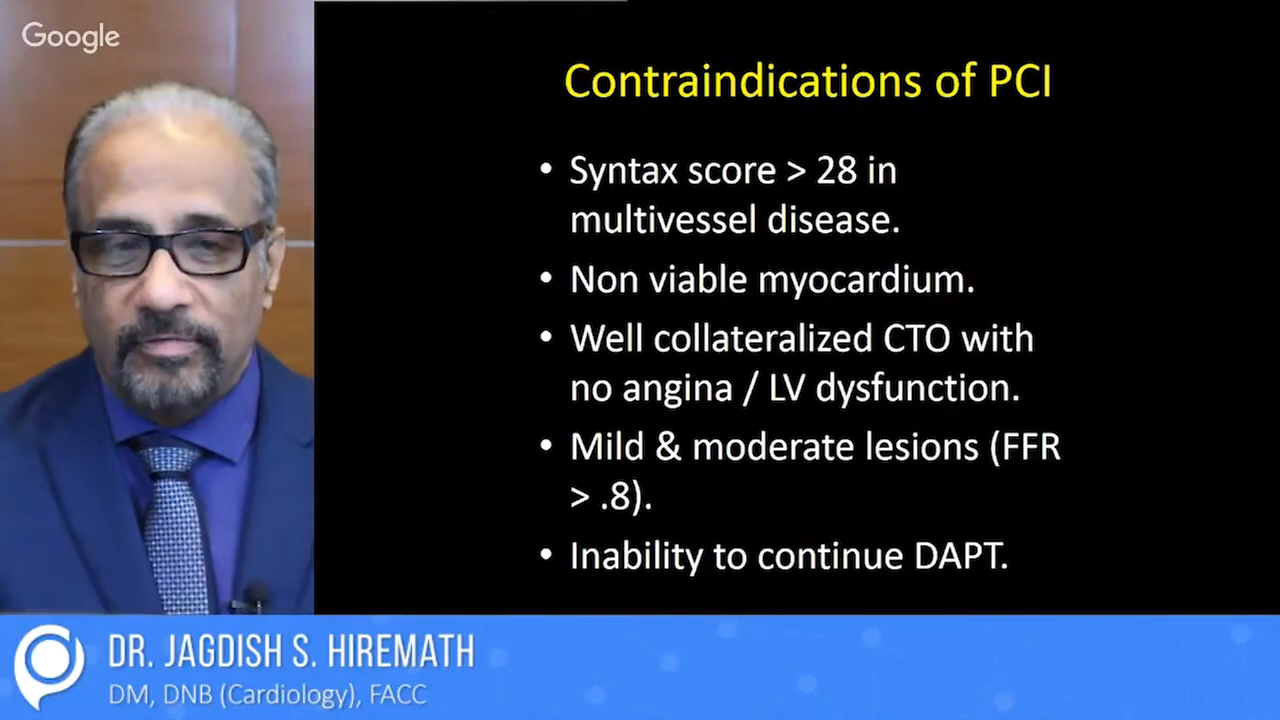 Google
Contraindications of PCI
• Syntax score > 28 in
multivessel disease.
• Non viable myocardium.
• Well collateralized CTO with
no angina / LV dysfunction.
• Mild & moderate lesions (FFR
> .8).
• Inability to continue DAPT.
DR. JAGDISH S. HIREMATH
DM, DNB (Cardiology), FACC